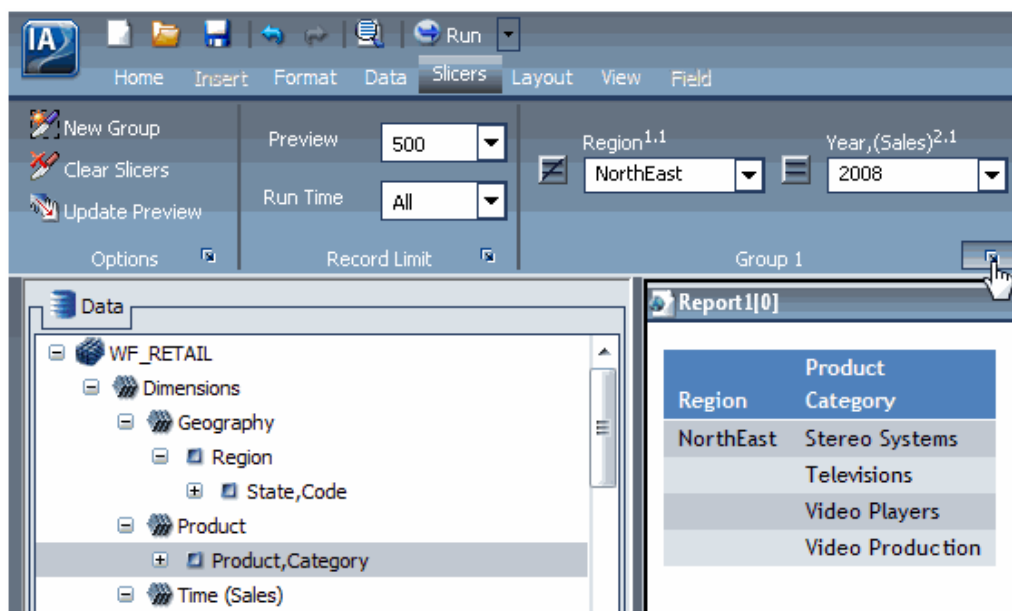 IA
Run
Home Insert Format Data Slicers Layout View Field
New Group
Clear Slicers
Update Preview
Options
Preview 500
Run Time All
Record Limit
Region1.1 Year,(Sales)2.1
NorthEast 2008
Group 1
Data
WF_RETAIL
Dimensions
Geography
Region
State,Code
Product
Product,Category
Time (Sales)
Report1[0]
Product
Region Category
NorthEast Stereo Systems
Televisions
Video Players
Video Production